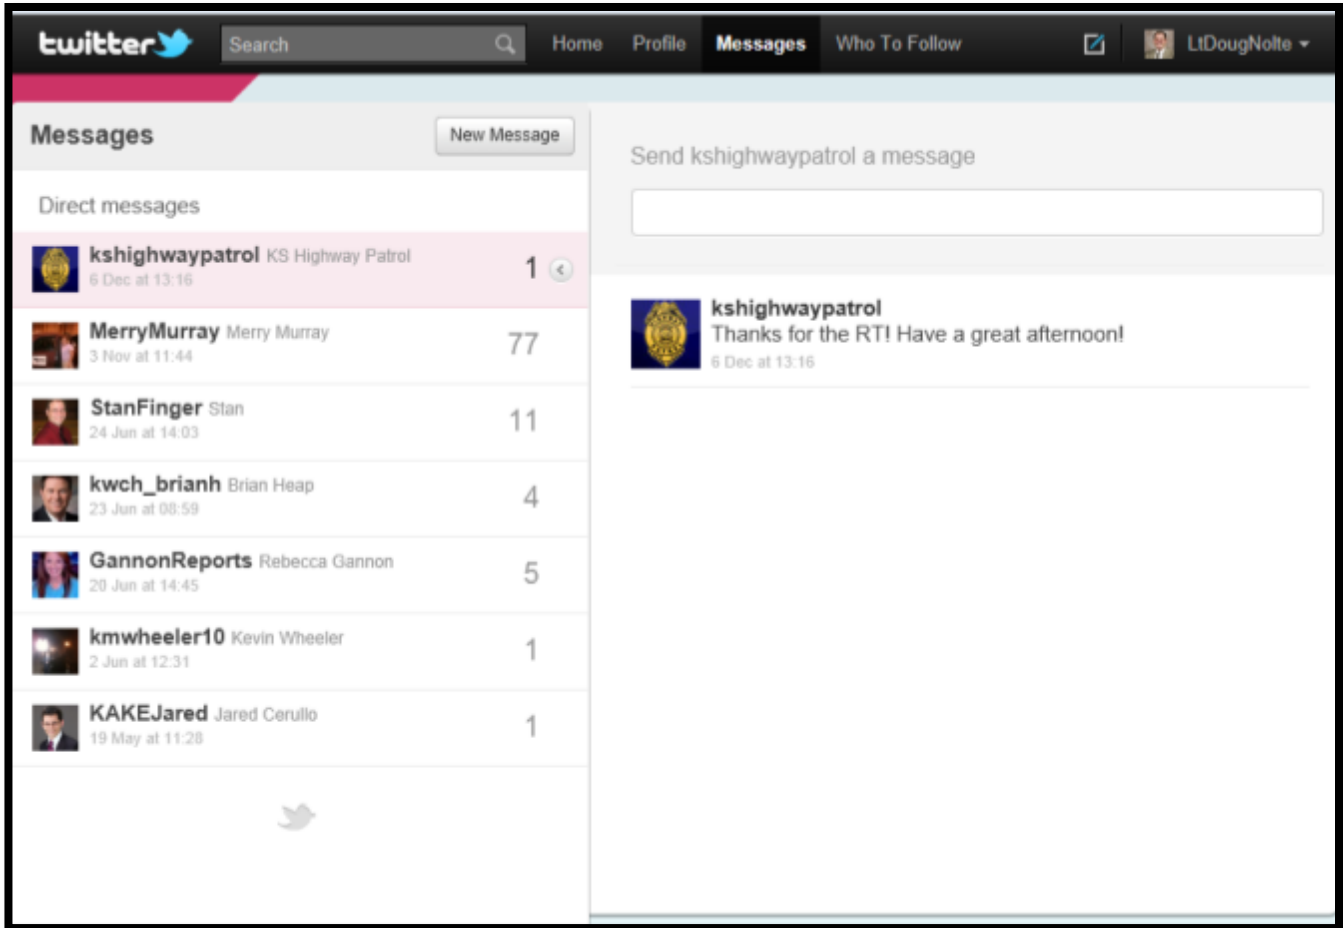 twitter Search Home Profile Messages Who To Follow LtDougNolte
Messages New Message
Direct messages
kshighwaypatrol KS Highway Patrol 1
6 Dec at 13:16
MerryMurray Merry Murray 77
3 Nov at 11:44
StanFinger Stan 11
24 Jun at 14:03
kwch_brianh Brian Heap 4
23 Jun at 08:59
GannonReports Rebecca Gannon 5
20 Jun at 14:45
kmwheeler10 Kevin Wheeler 1
2 Jun at 12:31
KAKEJared Jared Cerullo 1
19 May at 11:28
Send kshighwaypatrol a message
kshighwaypatrol
Thanks for the RT! Have a great afternoon!
6 Dec at 13:16